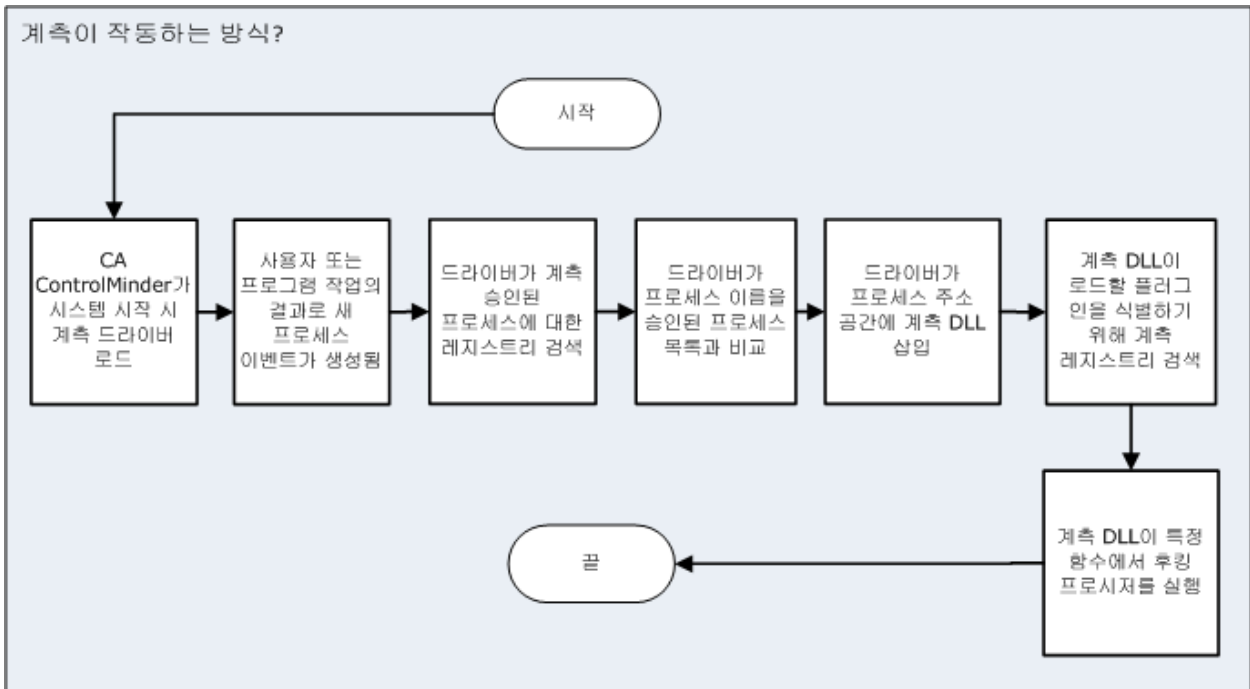 계측이 작동하는 방식?
시작
CA
ControlMinder가
시스템 시작 시
계측 드라이버
로드
사용자 또는
프로그램 작업의
결과로 새
프로세스
이벤트가 생성됨
드라이버가 계측
승인된
프로세스에 대한
레지스트리 검색
드라이버가
프로세스 이름을
승인된 프로세스
목록과 비교
드라이버가
프로세스 주소
공간에 계측 DLL
삽입
계측 DLL이
로드할 플러그
인을 식별하기
위해 계측
레지스트리 검색
계측 DLL이 특정
함수에서 후킹
프로시저를 실행
끝